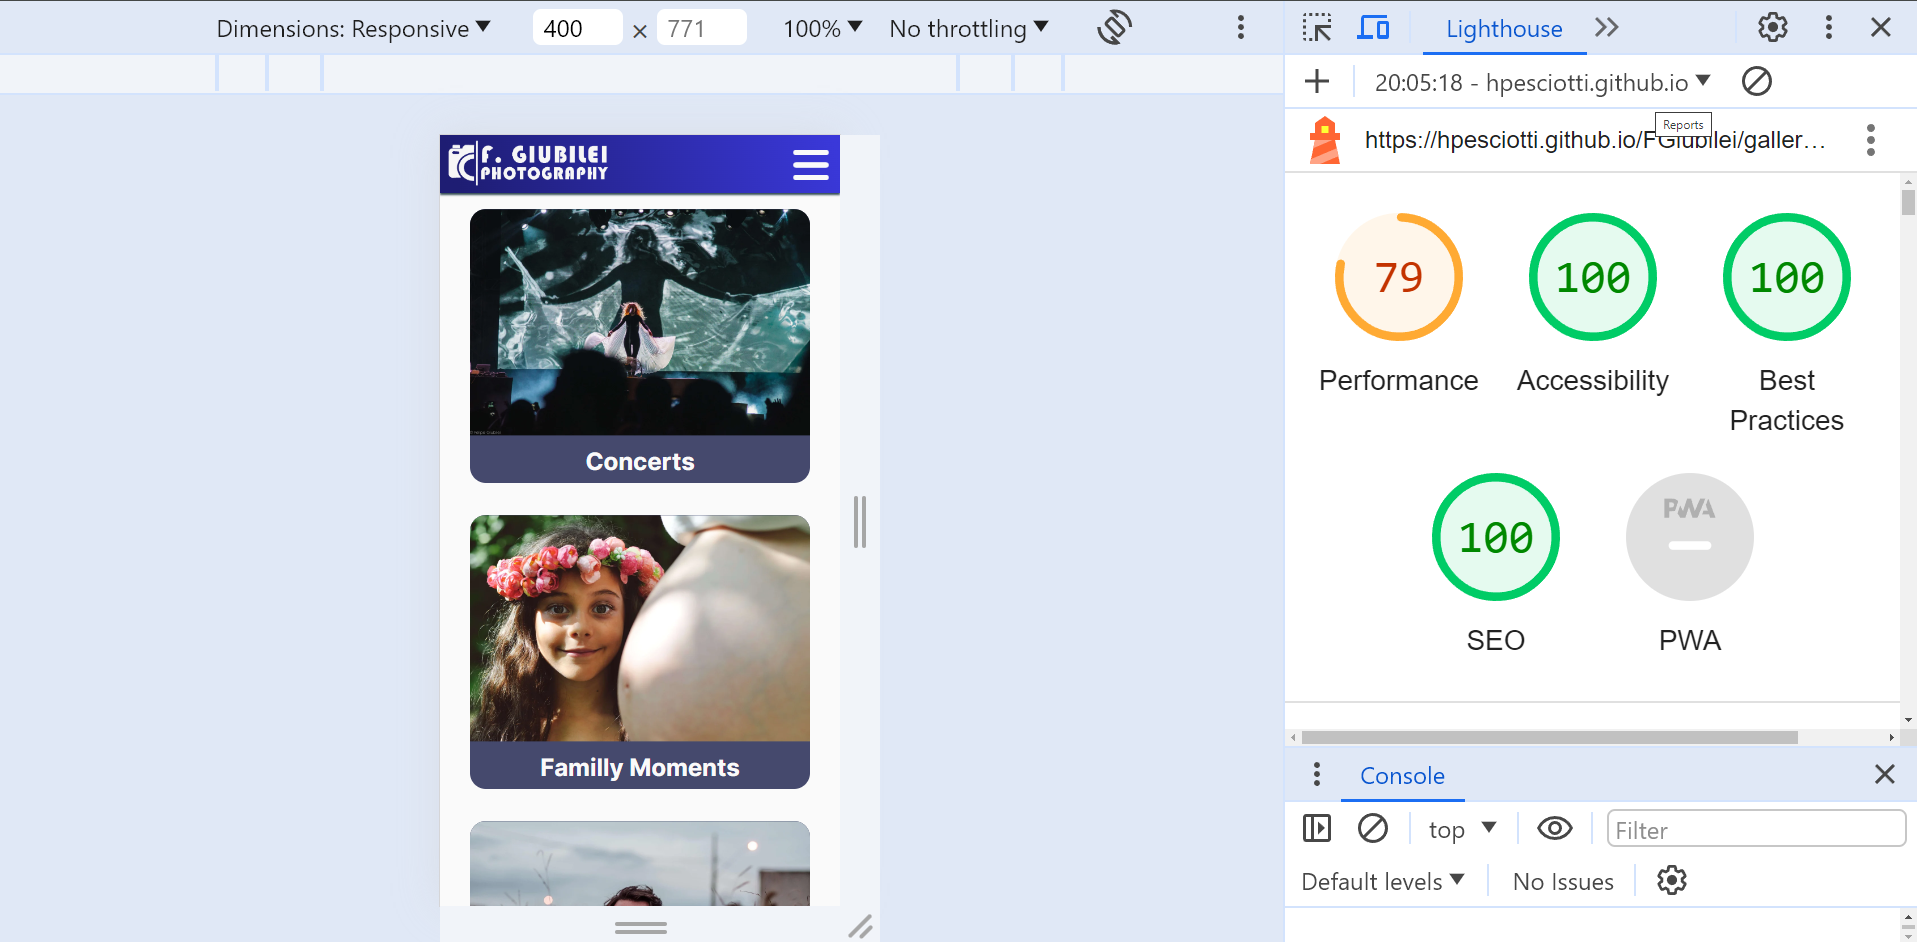 Dimensions: Responsive 400 × 771 100% No throttling
Lighthouse
20:05:18 - hpesciotti.github.io
Reports
https://hpesciotti.github.io/FGiubilei/galler…
F. GIUBILEI
PHOTOGRAPHY
Concerts
Familly Moments
79 100 100
Performance Accessibility Best
Practices
100 PWA
SEO PWA
Console
top Filter
Default levels No Issues